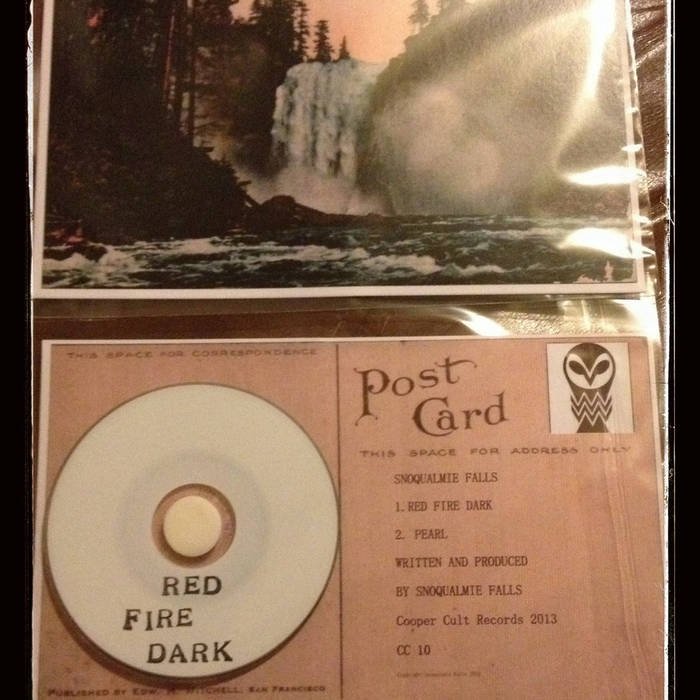 THIS SPACE FOR CORRESPONDENCE
Post
Card
THIS SPACE FOR ADDRESS ONLY
SNOQUALMIE FALLS
1. RED FIRE DARK
2. PEARL
WRITTEN AND PRODUCED
BY SNOQUALMIE FALLS
Cooper Cult Records 2013
CC 10
RED
FIRE
DARK
PUBLISHED BY EDW. H. MITCHELL, SAN FRANCISCO